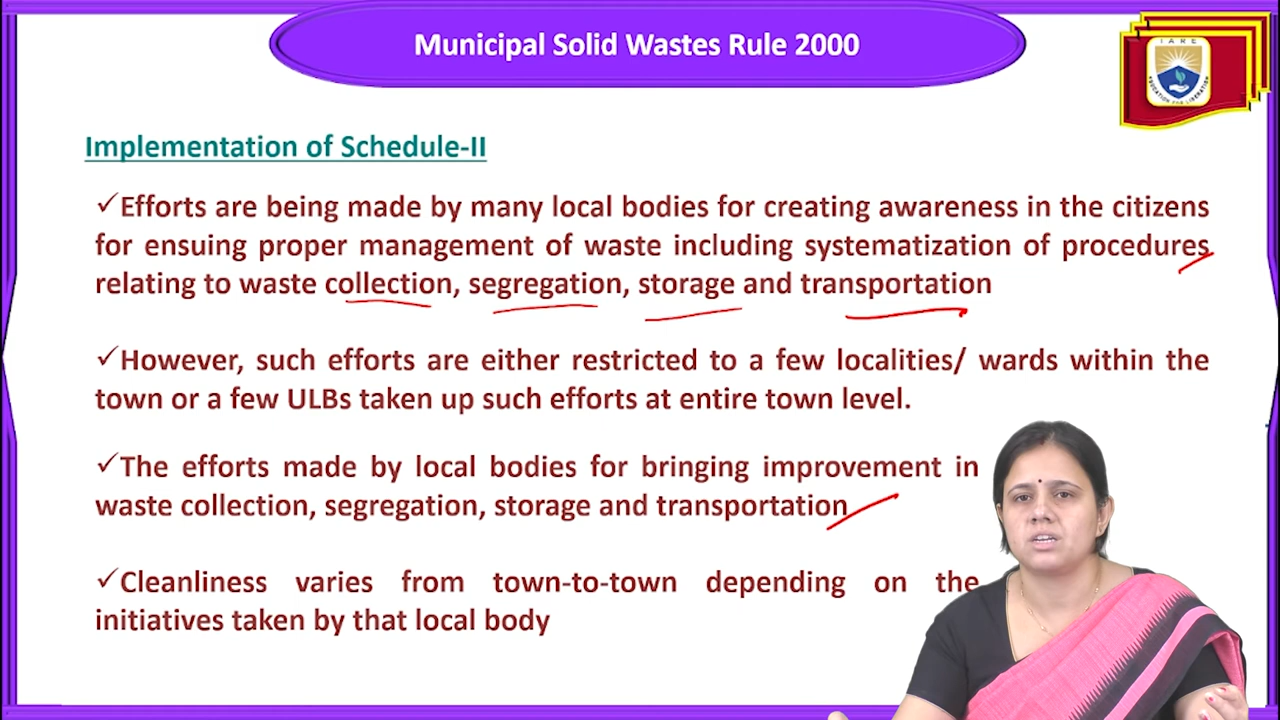 Municipal Solid Wastes Rule 2000
IARE
EDUCATION FOR LIBERATION
Implementation of Schedule-II
✓Efforts are being made by many local bodies for creating awareness in the citizens
for ensuing proper management of waste including systematization of procedures
relating to waste collection, segregation, storage and transportation
✓However, such efforts are either restricted to a few localities/ wards within the
town or a few ULBs taken up such efforts at entire town level.
✓The efforts made by local bodies for bringing improvement in
waste collection, segregation, storage and transportation
✓Cleanliness varies from town-to-town depending on the
initiatives taken by that local body